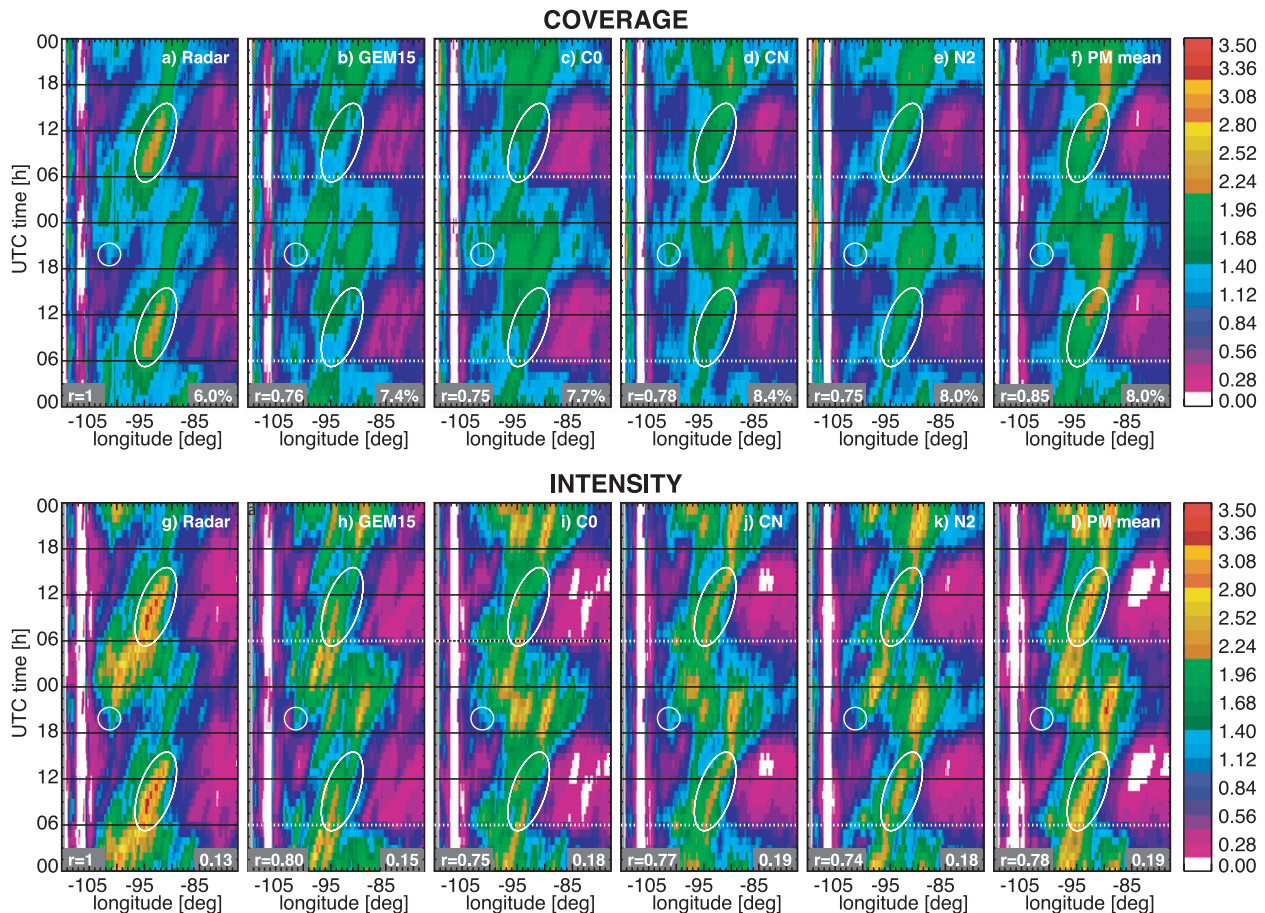 COVERAGE
a) Radar
b) GEM15
c) C0
d) CN
e) N2
f) PM mean
UTC time [h]
00
18
12
06
00
18
12
06
00
r=1
6.0%
r=0.76
7.4%
r=0.75
7.7%
r=0.78
8.4%
r=0.75
8.0%
r=0.85
8.0%
-105 -95 -85
-105 -95 -85
-105 -95 -85
-105 -95 -85
-105 -95 -85
-105 -95 -85
longitude [deg]
longitude [deg]
longitude [deg]
longitude [deg]
longitude [deg]
longitude [deg]
3.50
3.36
3.08
2.80
2.52
2.24
1.96
1.68
1.40
1.12
0.84
0.56
0.28
0.00
INTENSITY
g) Radar
h) GEM15
i) C0
j) CN
k) N2
l) PM mean
UTC time [h]
00
18
12
06
00
18
12
06
00
r=1
0.13
r=0.80
0.15
r=0.75
0.18
r=0.77
0.19
r=0.74
0.18
r=0.78
0.19
-105 -95 -85
-105 -95 -85
-105 -95 -85
-105 -95 -85
-105 -95 -85
-105 -95 -85
longitude [deg]
longitude [deg]
longitude [deg]
longitude [deg]
longitude [deg]
longitude [deg]
3.50
3.36
3.08
2.80
2.52
2.24
1.96
1.68
1.40
1.12
0.84
0.56
0.28
0.00